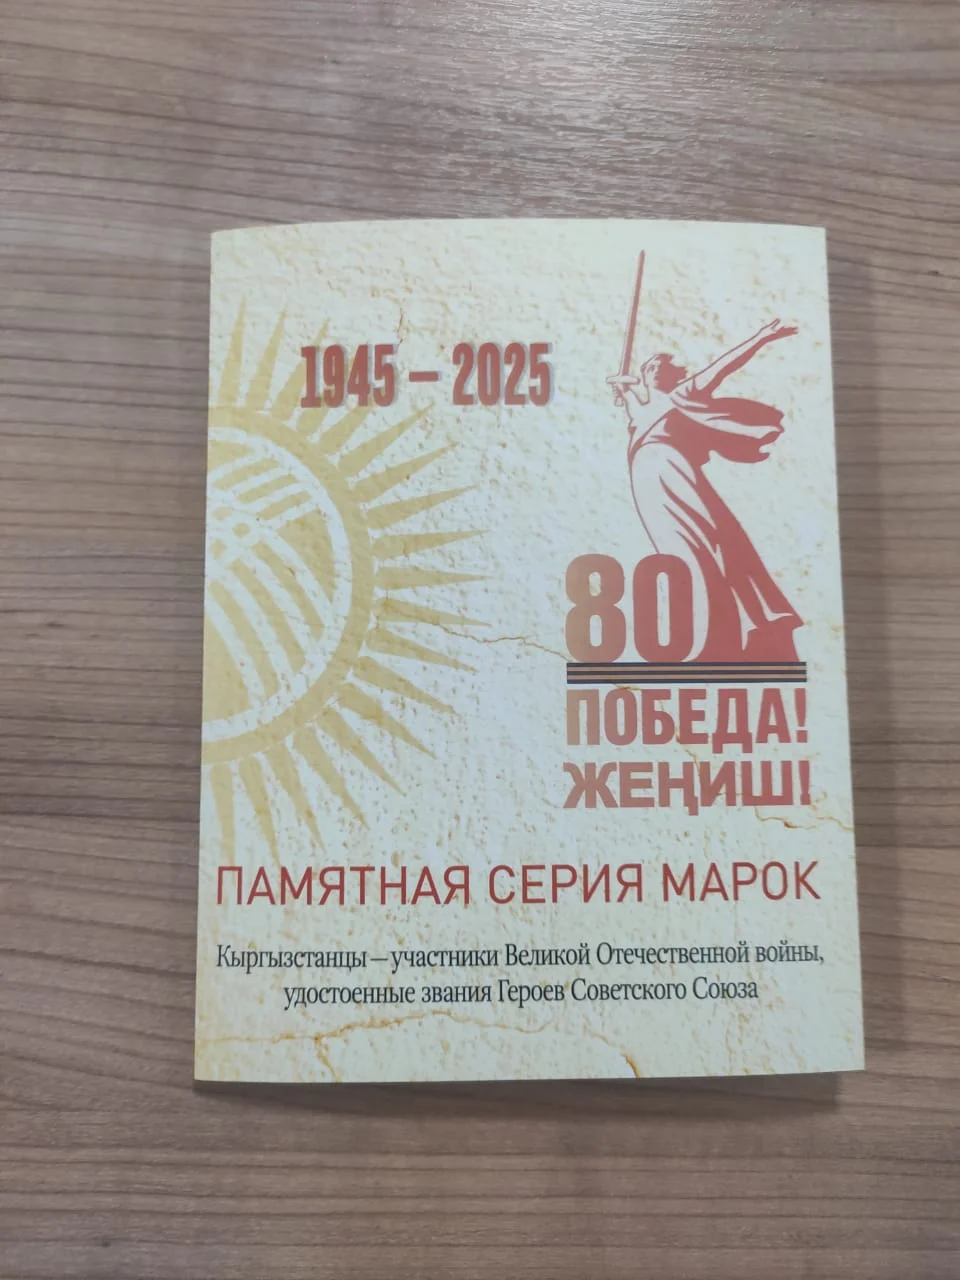 1945 – 2025
80
ПОБЕДА!
ЖЕҢИШ!
ПАМЯТНАЯ СЕРИЯ МАРОК
Кыргызстанцы – участники Великой Отечественной войны,
удостоенные звания Героев Советского Союза